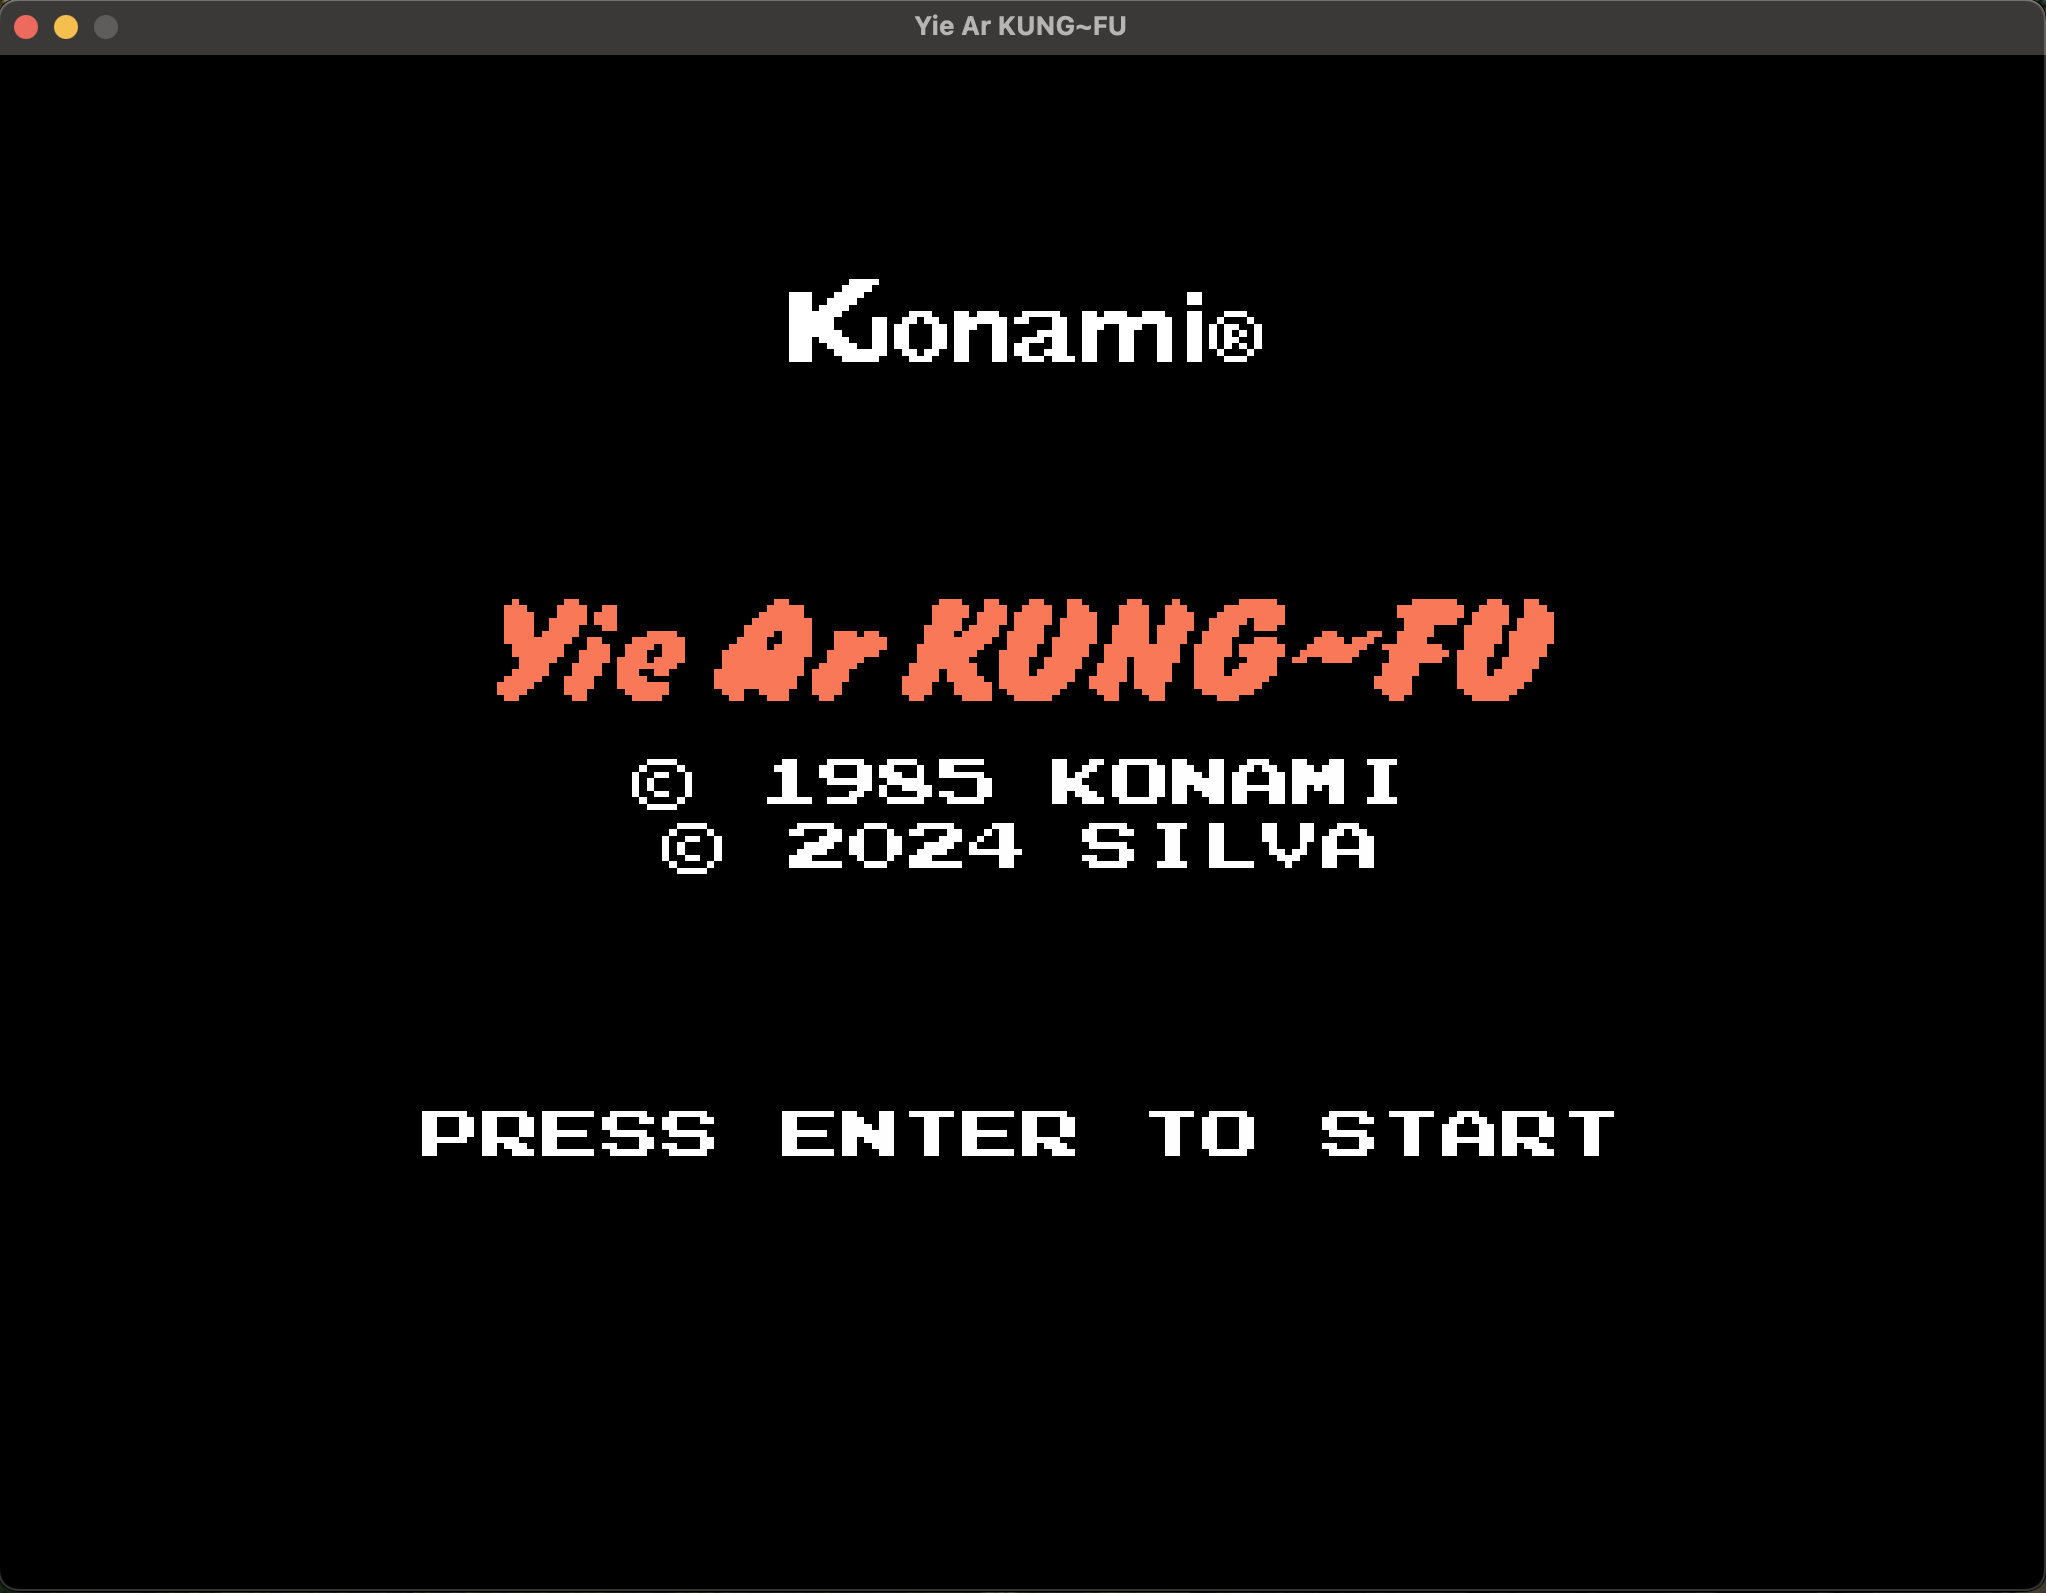 Yie Ar KUNG~FU
Konami®
Yie Ar KUNG~FU
© 1985 KONAMI
© 2024 SILVA
PRESS ENTER TO START